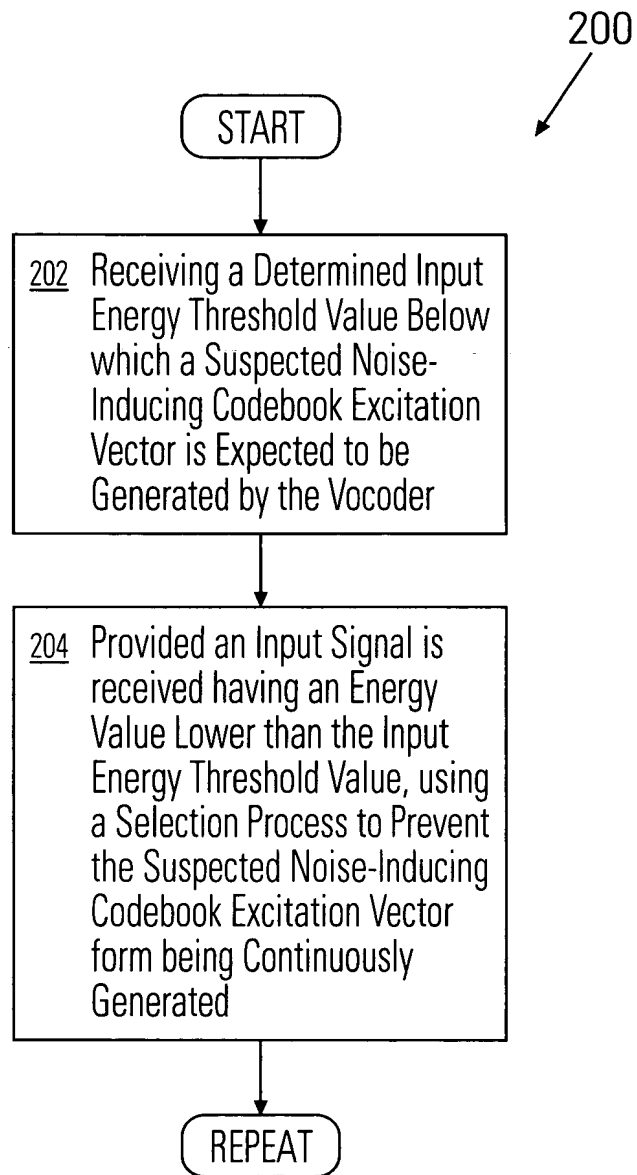 200
START
202 Receiving a Determined Input
Energy Threshold Value Below
which a Suspected Noise-
Inducing Codebook Excitation
Vector is Expected to be
Generated by the Vocoder
204 Provided an Input Signal is
received having an Energy
Value Lower than the Input
Energy Threshold Value, using
a Selection Process to Prevent
the Suspected Noise-Inducing
Codebook Excitation Vector
form being Continuously
Generated
REPEAT